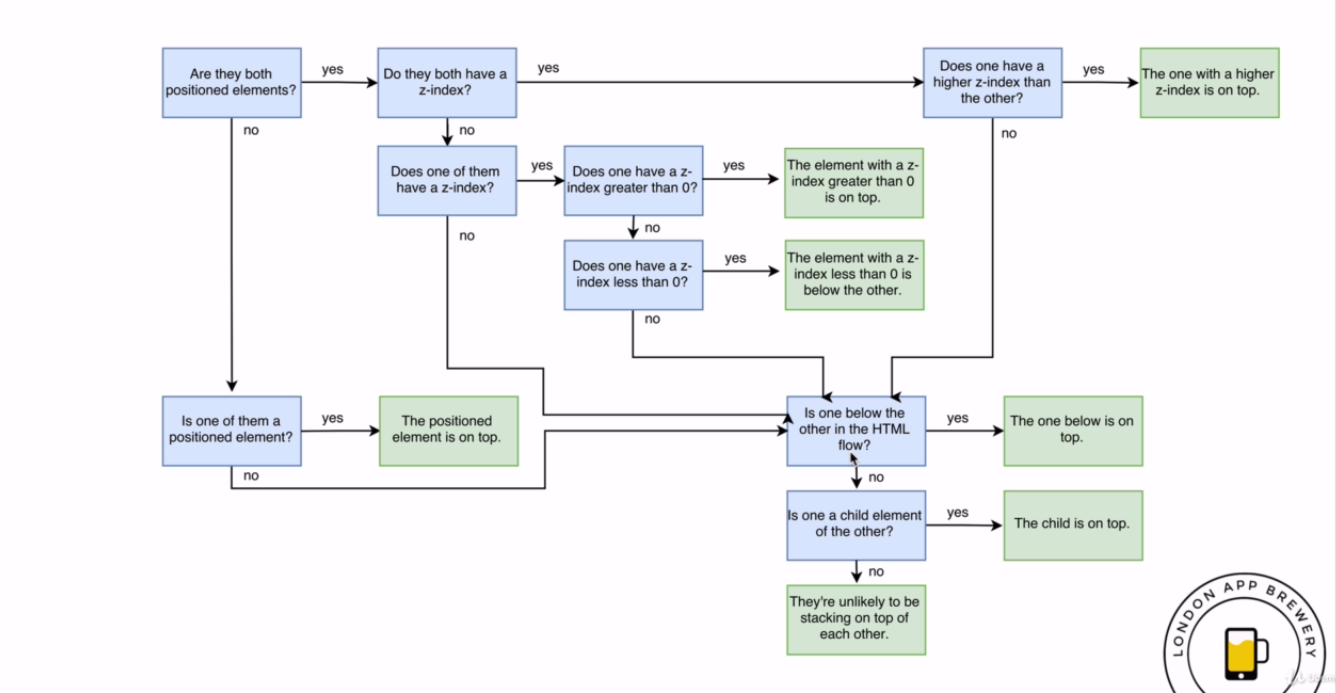 Are they both
positioned elements?
yes
Do they both have a
z-index?
yes
Does one have a
higher z-index than
the other?
yes
The one with a higher
z-index is on top.
no
no
no
Does one of them
have a z-index?
yes
Does one have a z-
index greater than 0?
yes
The element with a z-
index greater than 0
is on top.
no
no
Does one have a z-
index less than 0?
yes
The element with a z-
index less than 0 is
below the other.
no
Is one of them a
positioned element?
yes
The positioned
element is on top.
Is one below the
other in the HTML
flow?
yes
The one below is on
top.
no
no
Is one a child element
of the other?
yes
The child is on top.
no
They're unlikely to be
stacking on top of
each other.
LONDON APP BREWERY